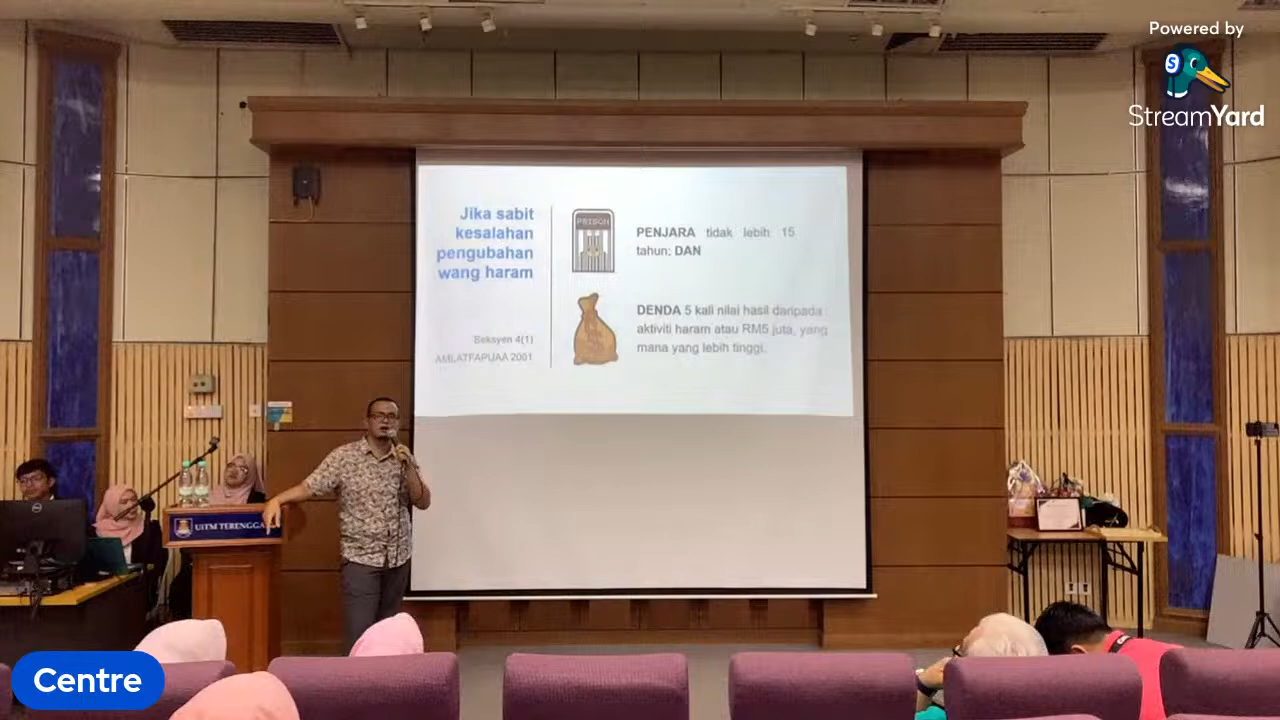 Powered by
StreamYard
Jika sabit
kesalahan
pengubahan
wang haram
Seksyen 4(1)
AMLATFAPUAA 2001
PRISON
PENJARA tidak lebih 15
tahun; DAN
DENDA 5 kali nilai hasil daripada
aktiviti haram atau RM5 juta, yang
mana yang lebih tinggi.
UiTM TERENGGA
Centre